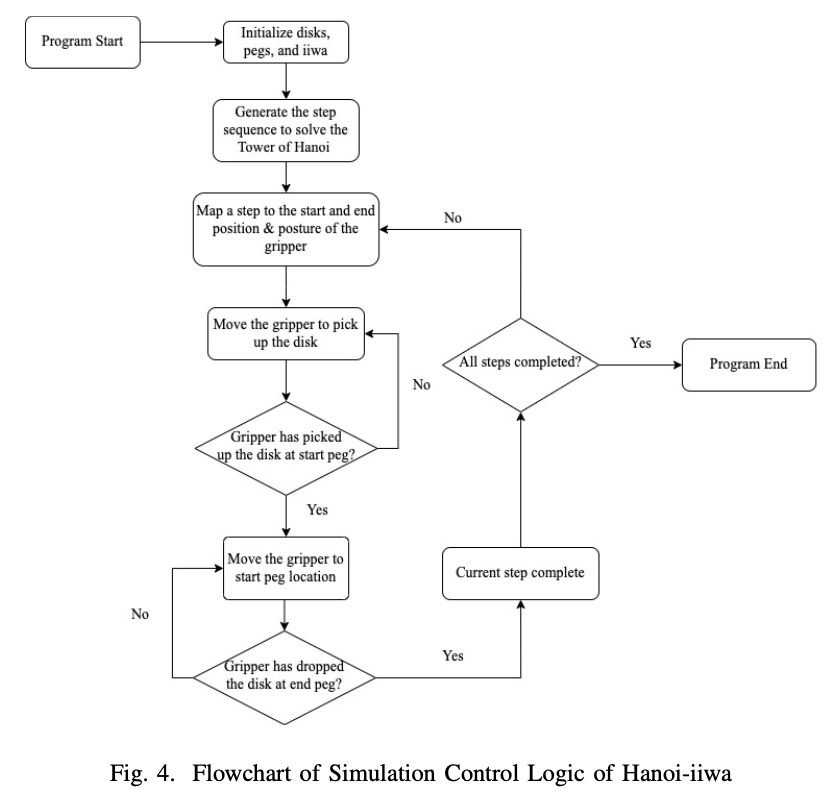 Program Start
Initialize disks,
pegs, and iiwa
Generate the step
sequence to solve the
Tower of Hanoi
Map a step to the start and end
position & posture of the
gripper
No
Move the gripper to pick
up the disk
No
Gripper has picked
up the disk at start peg?
Yes
Move the gripper to
start peg location
No
Gripper has dropped
the disk at end peg?
Yes
Current step complete
All steps completed?
Yes
Program End
Fig. 4. Flowchart of Simulation Control Logic of Hanoi-iiwa